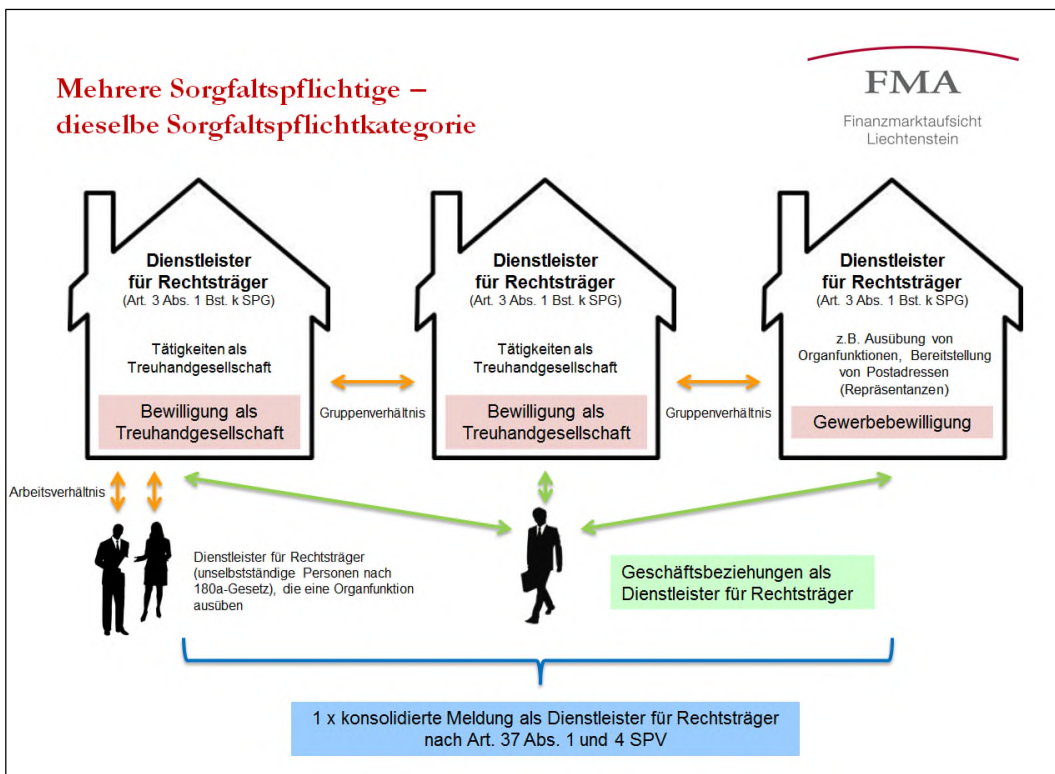 Mehrere Sorgfaltspflichtige –
dieselbe Sorgfaltspflichtkategorie
FMA
Finanzmarktaufsicht
Liechtenstein
Dienstleister
für Rechtsträger
(Art. 3 Abs. 1 Bst. k SPG)
Tätigkeiten als
Treuhandgesellschaft
Bewilligung als
Treuhandgesellschaft
Gruppenverhältnis
Dienstleister
für Rechtsträger
(Art. 3 Abs. 1 Bst. k SPG)
Tätigkeiten als
Treuhandgesellschaft
Bewilligung als
Treuhandgesellschaft
Gruppenverhältnis
Dienstleister
für Rechtsträger
(Art. 3 Abs. 1 Bst. k SPG)
z.B. Ausübung von
Organfunktionen, Bereitstellung
von Postadressen
(Repräsentanzen)
Gewerbebewilligung
Arbeitsverhältnis
Dienstleister für Rechtsträger
(unselbstständige Personen nach
180a-Gesetz), die eine Organfunktion
ausüben
Geschäftsbeziehungen als
Dienstleister für Rechtsträger
1 x konsolidierte Meldung als Dienstleister für Rechtsträger
nach Art. 37 Abs. 1 und 4 SPV